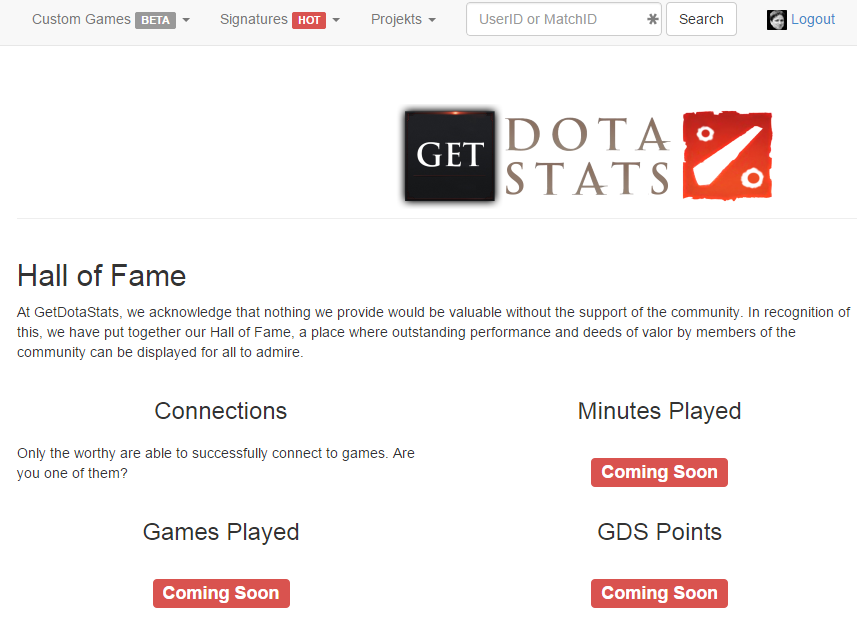 Custom Games BETA Signatures HOT Projekts UserID or MatchID Search Logout
GET DOTA
STATS
Hall of Fame
At GetDotaStats, we acknowledge that nothing we provide would be valuable without the support of the community. In recognition of
this, we have put together our Hall of Fame, a place where outstanding performance and deeds of valor by members of the
community can be displayed for all to admire.
Connections
Only the worthy are able to successfully connect to games. Are
you one of them?
Minutes Played
Coming Soon
Games Played
Coming Soon
GDS Points
Coming Soon